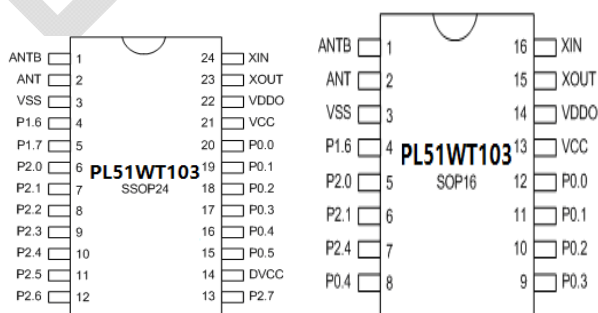 ANTB 1 24 XIN
ANT 2 23 XOUT
VSS 3 22 VDDO
P1.6 4 21 VCC
P1.7 5 20 P0.0
P2.0 6 PL51WT103 19 P0.1
P2.1 7 SSOP24 18 P0.2
P2.2 8 17 P0.3
P2.3 9 16 P0.4
P2.4 10 15 P0.5
P2.5 11 14 DVCC
P2.6 12 13 P2.7
ANTB 1 16 XIN
ANT 2 15 XOUT
VSS 3 14 VDDO
P1.6 4 PL51WT103 13 VCC
P2.0 5 SOP16 12 P0.0
P2.1 6 11 P0.1
P2.4 7 10 P0.2
P0.4 8 9 P0.3